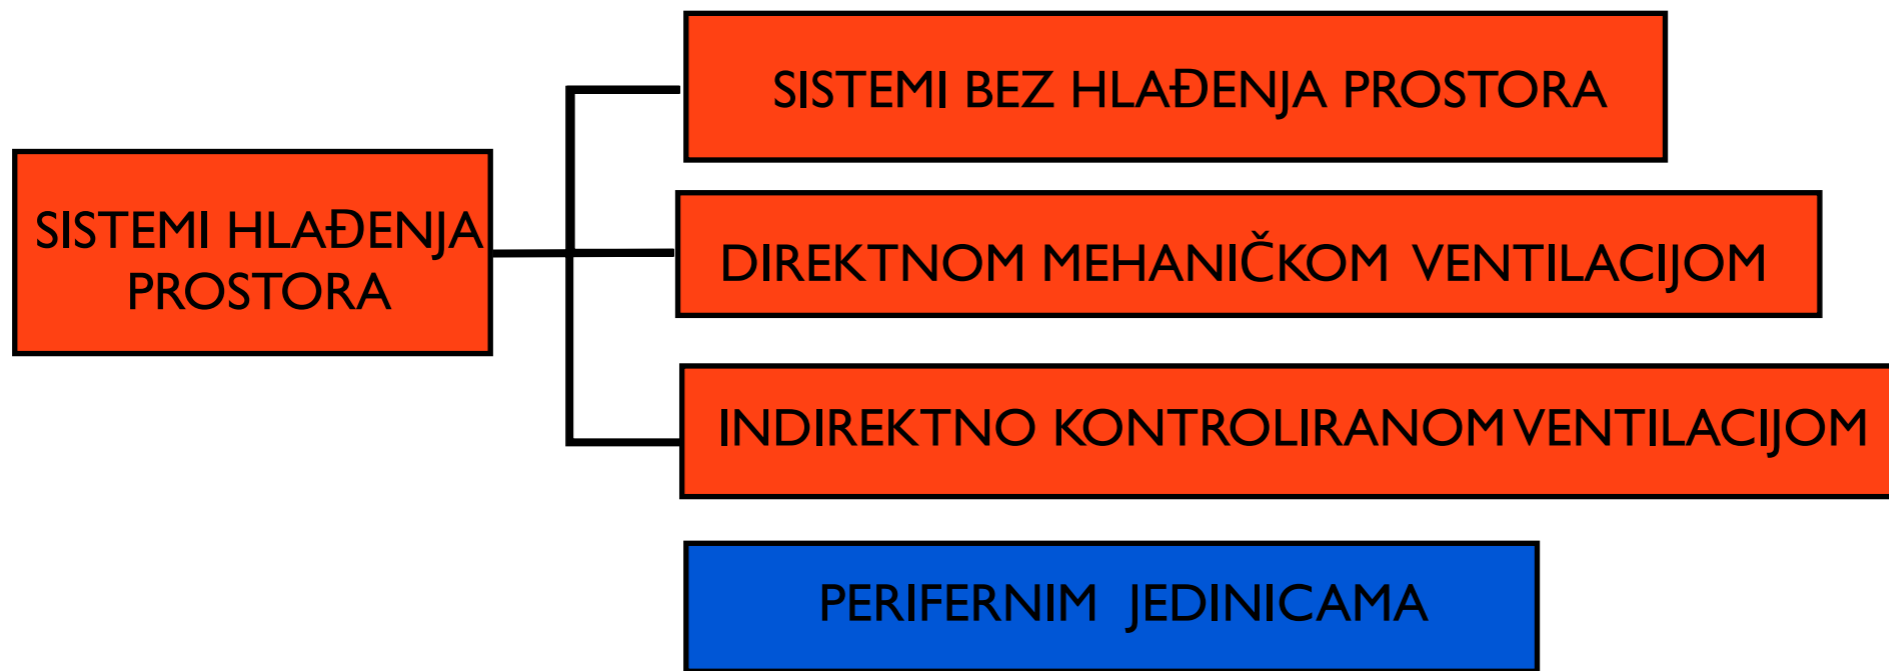 SISTEMI HLAĐENJA
PROSTORA
SISTEMI BEZ HLAĐENJA PROSTORA
DIREKTNOM MEHANIČKOM VENTILACIJOM
INDIREKTNO KONTROLIRANOM VENTILACIJOM
PERIFERNIM JEDINICAMA